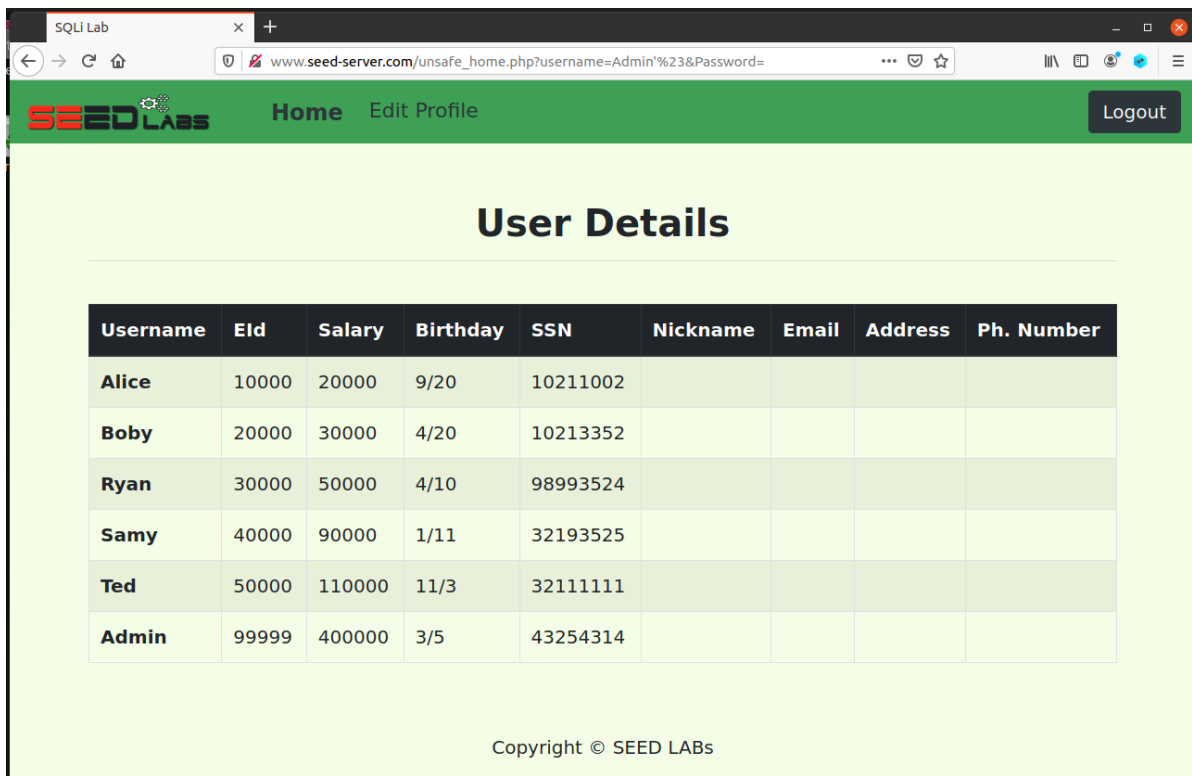 SQLi Lab
www.seed-server.com/unsafe_home.php?username=Admin'%23&Password=
SEED LABS Home Edit Profile Logout
User Details
Username EId Salary Birthday SSN Nickname Email Address Ph. Number
Alice 10000 20000 9/20 10211002
Boby 20000 30000 4/20 10213352
Ryan 30000 50000 4/10 98993524
Samy 40000 90000 1/11 32193525
Ted 50000 110000 11/3 32111111
Admin 99999 400000 3/5 43254314
Copyright © SEED LABs